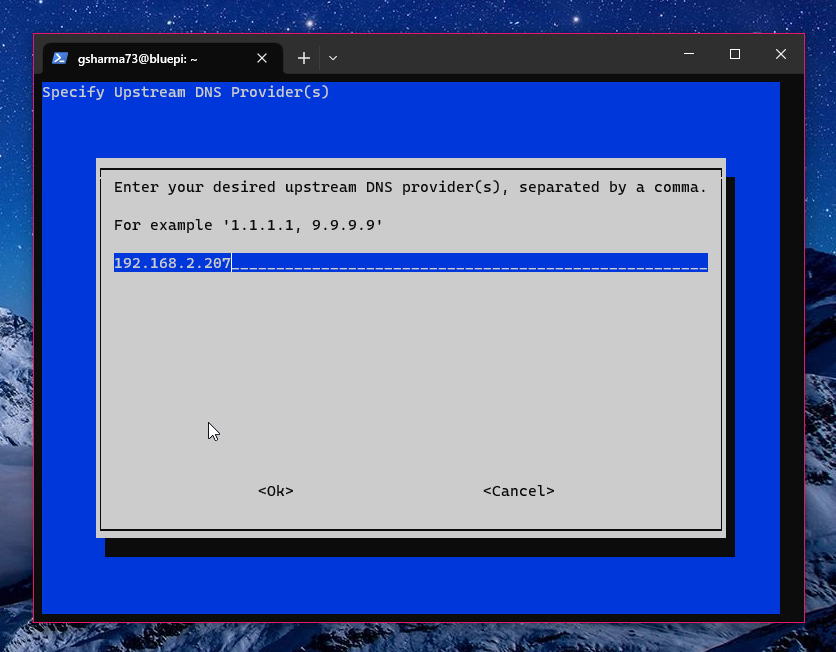 gsharma73@bluepi: ~
Specify Upstream DNS Provider(s)
Enter your desired upstream DNS provider(s), separated by a comma.
For example '1.1.1.1, 9.9.9.9'
192.168.2.207
<Ok> <Cancel>